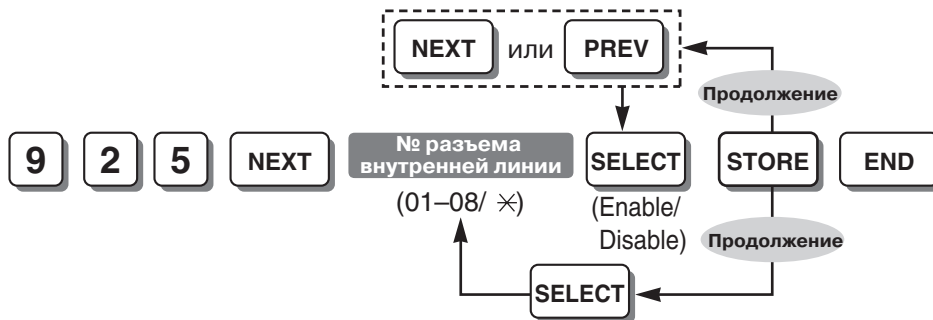 NEXT или PREV
Продолжение
9 2 5 NEXT № разъема внутренней линии SELECT STORE END
(01–08/ ✳) (Enable/ Disable)
Продолжение
SELECT